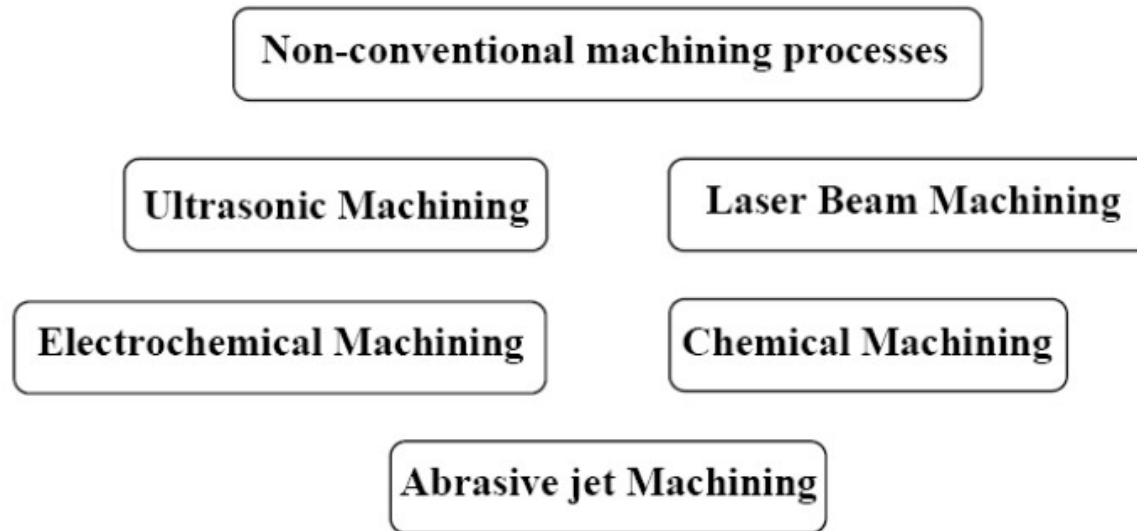 Non-conventional machining processes
Ultrasonic Machining
Laser Beam Machining
Electrochemical Machining
Chemical Machining
Abrasive jet Machining